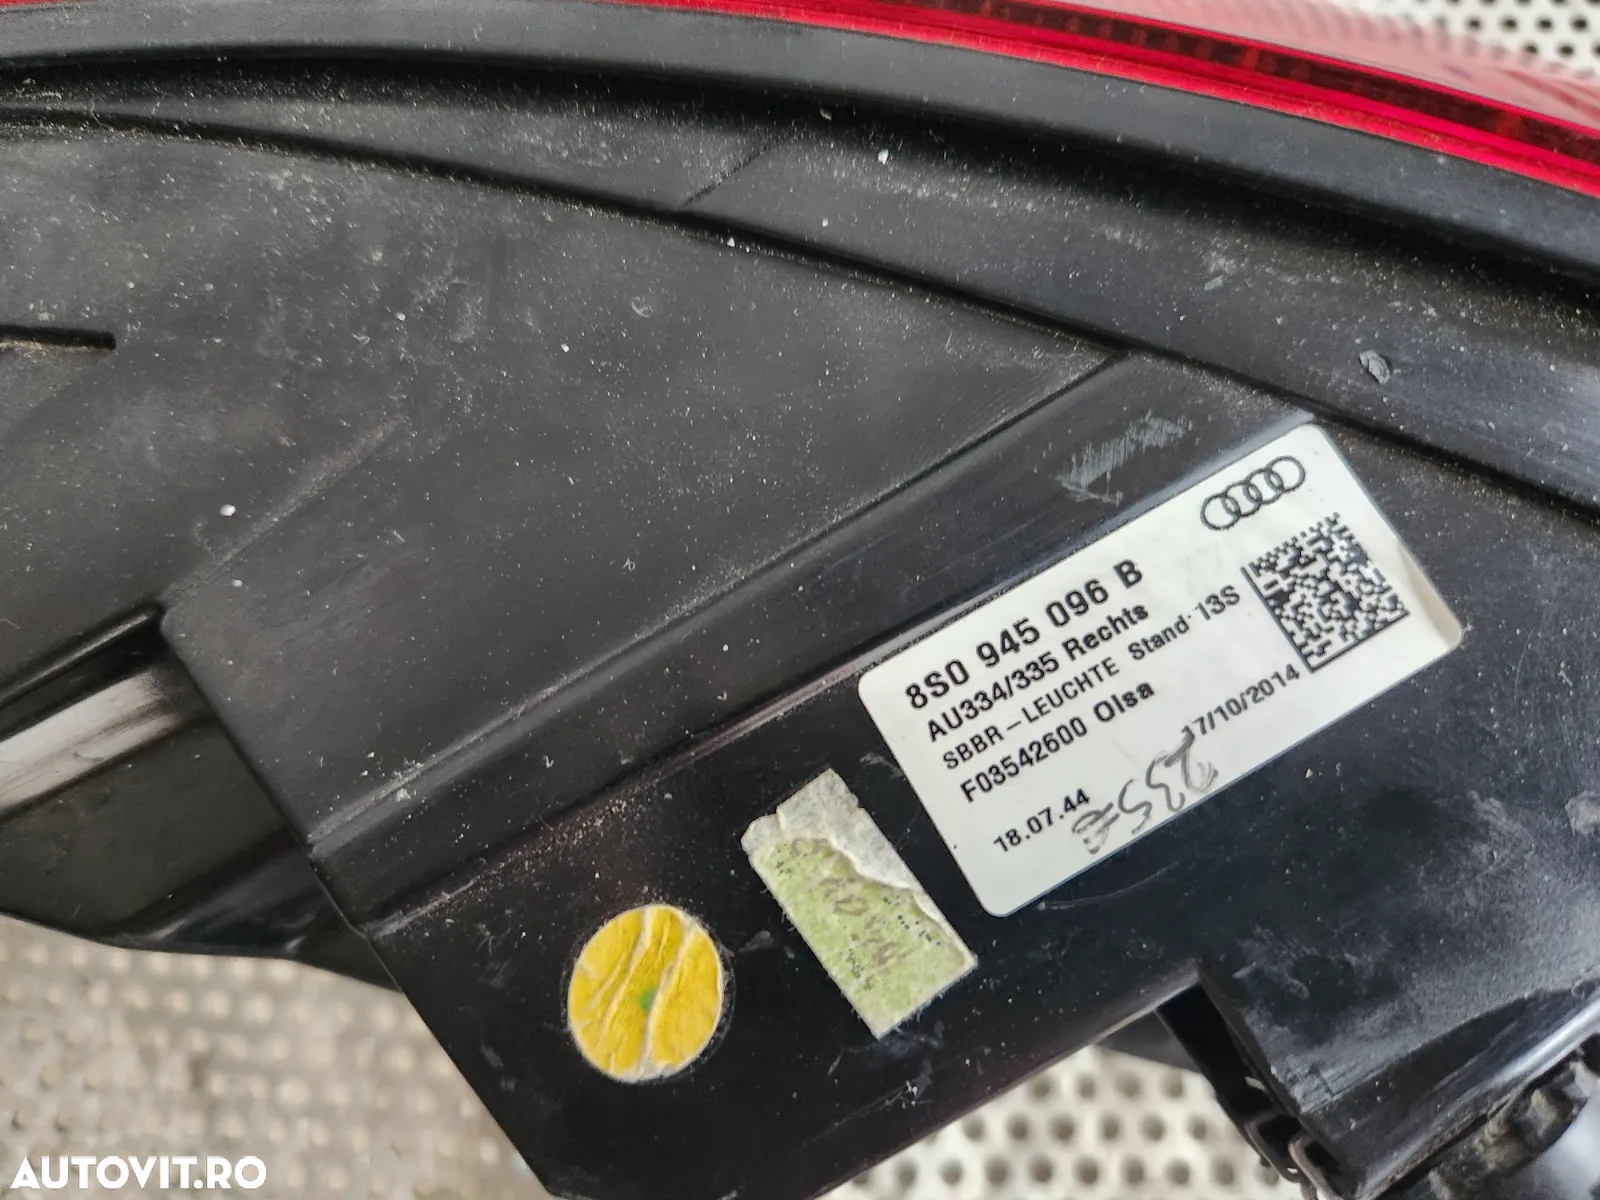 8S0 945 096 B
AU334/335 Rechts
SBBR-LEUCHTE Stand: 13S
F03542600 Olsa
17/10/2014
18.07.44
AUTOVIT.RO